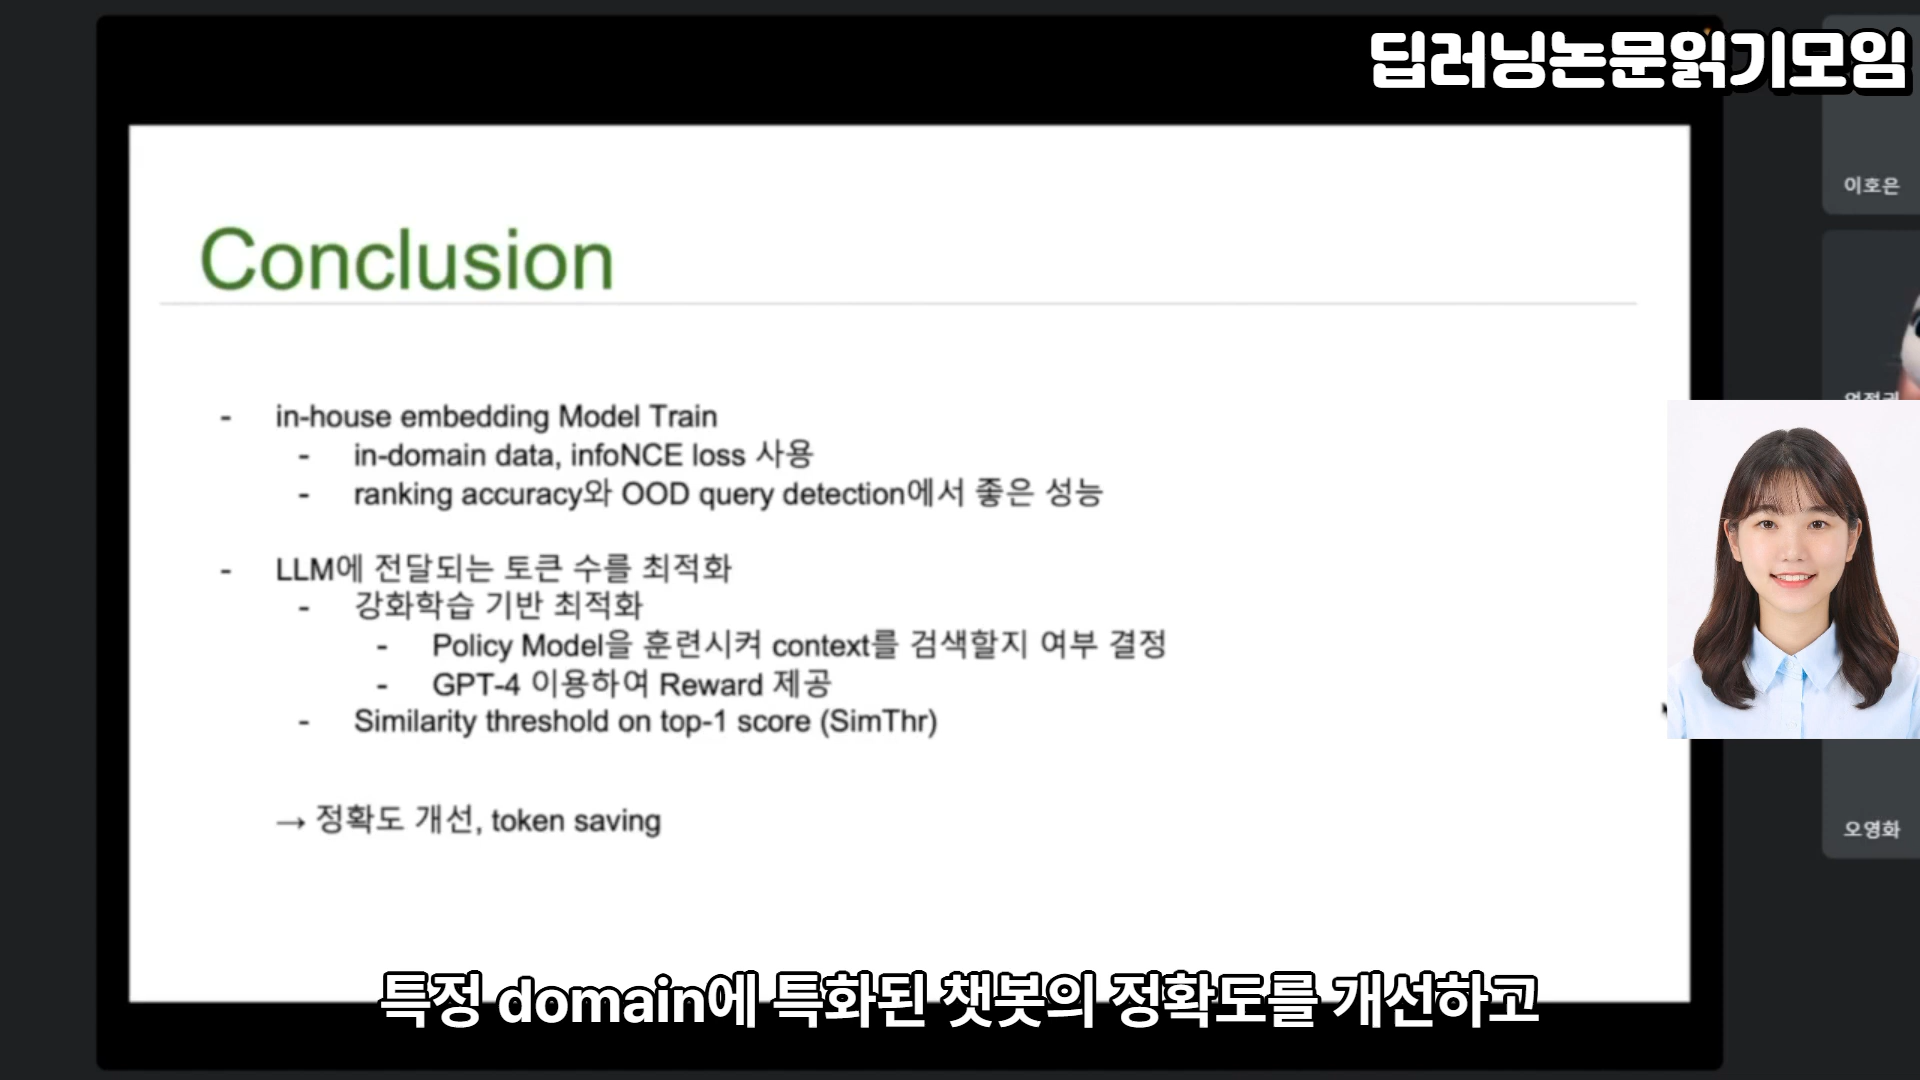 딥러닝논문읽기모임
이호은
Conclusion
- in-house embedding Model Train
- in-domain data, infoNCE loss 사용
- ranking accuracy와 OOD query detection에서 좋은 성능
- LLM에 전달되는 토큰 수를 최적화
- 강화학습 기반 최적화
- Policy Model을 훈련시켜 context를 검색할지 여부 결정
- GPT-4 이용하여 Reward 제공
- Similarity threshold on top-1 score (SimThr)
→ 정확도 개선, token saving
오영화
특정 domain에 특화된 챗봇의 정확도를 개선하고